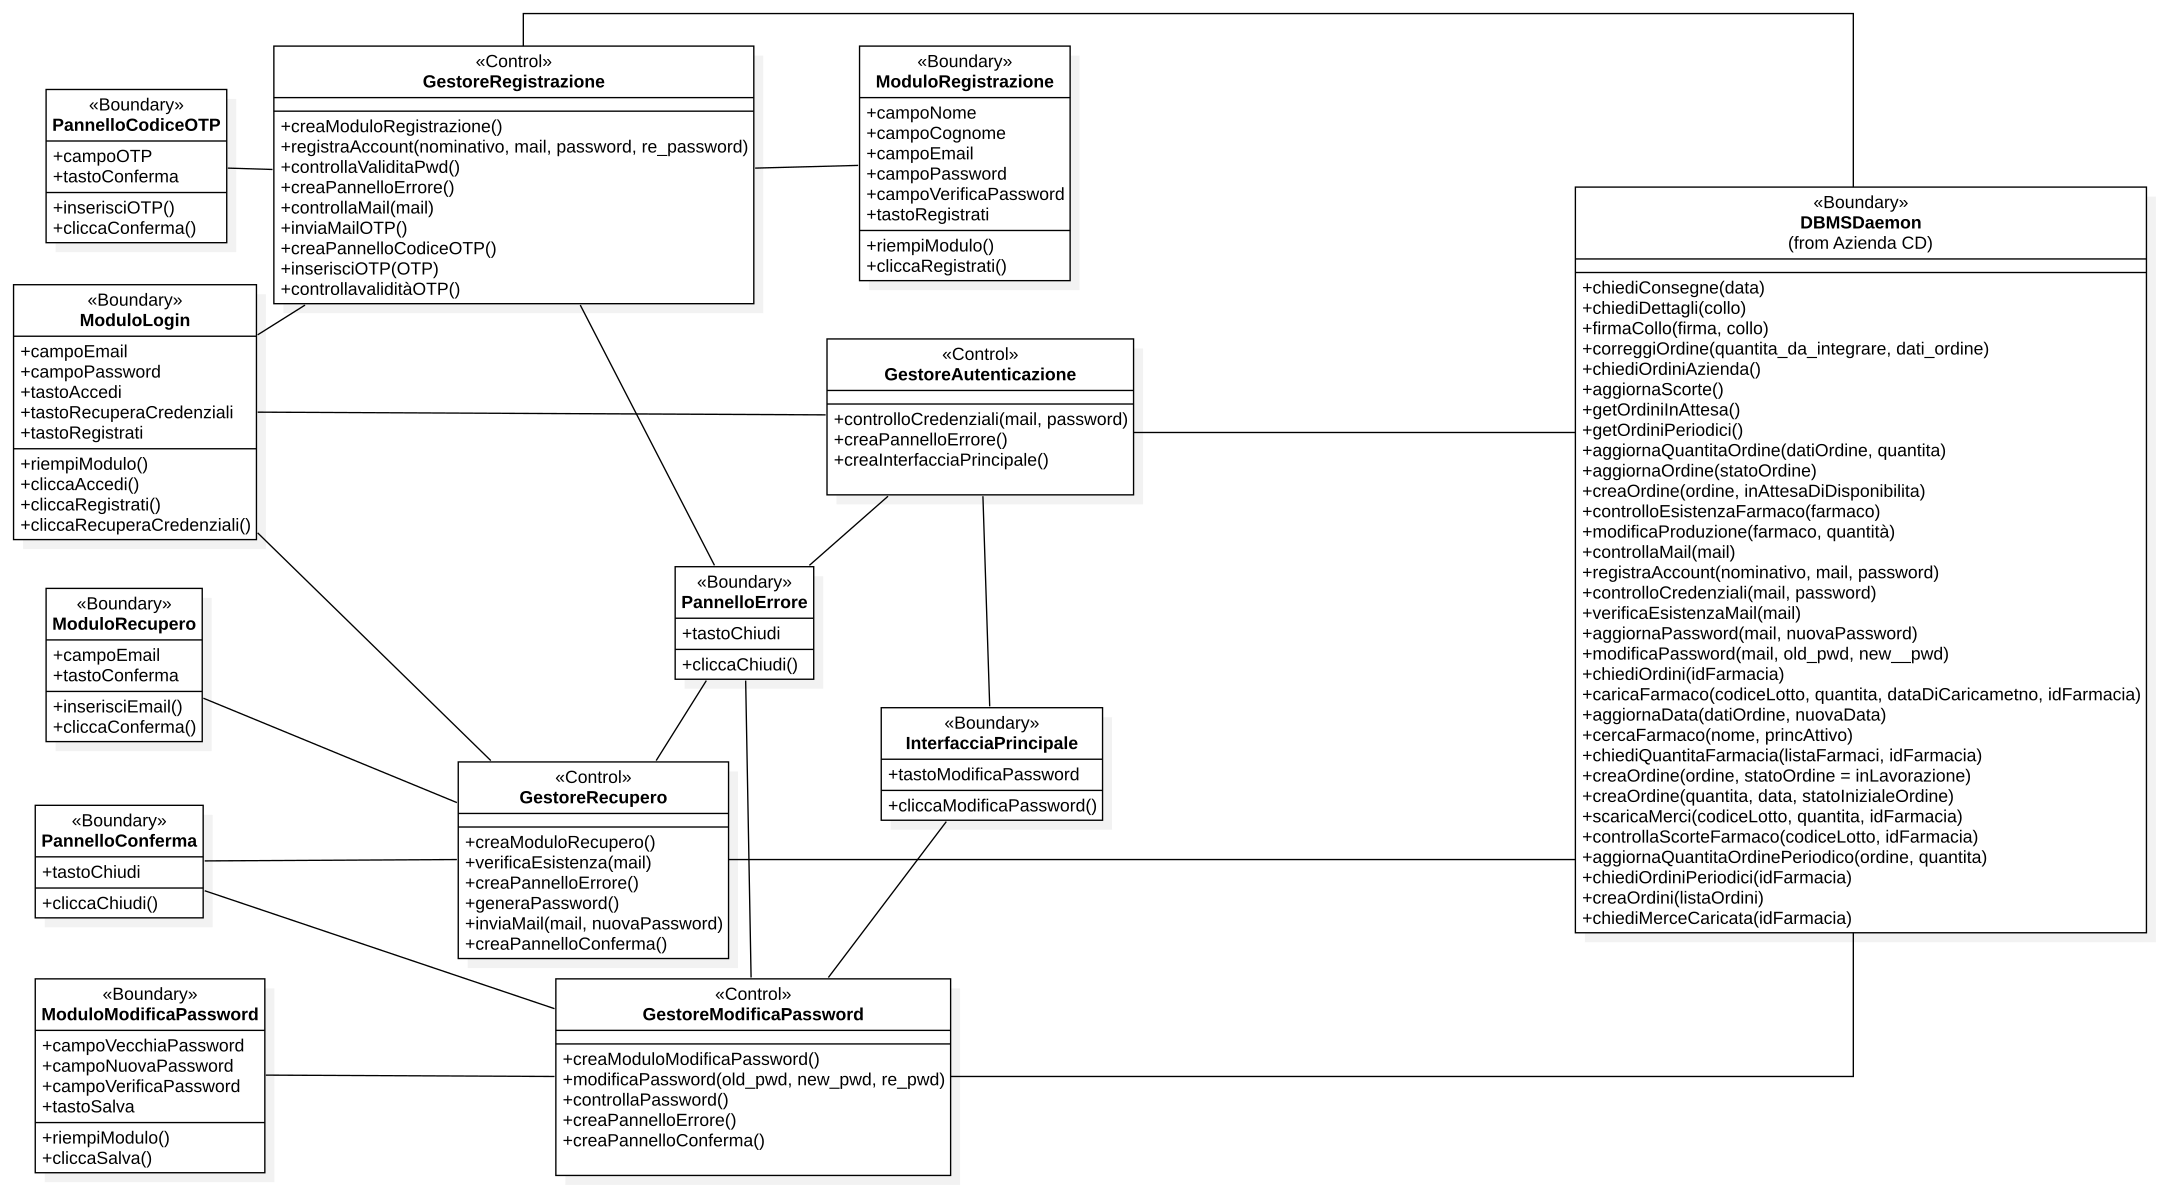 «Control»
GestoreRegistrazione
+creaModuloRegistrazione()
+registraAccount(nominativo, mail, password, re_password)
+controllaValiditaPwd()
+creaPannelloErrore()
+controllaMail(mail)
+inviaMailOTP()
+creaPannelloCodiceOTP()
+inserisciOTP(OTP)
+controllavaliditàOTP()
«Boundary»
ModuloRegistrazione
+campoNome
+campoCognome
+campoEmail
+campoPassword
+campoVerificaPassword
+tastoRegistrati
+riempiModulo()
+cliccaRegistrati()
«Boundary»
PannelloCodiceOTP
+campoOTP
+tastoConferma
+inserisciOTP()
+cliccaConferma()
«Boundary»
DBMSDaemon
(from Azienda CD)
+chiediConsegne(data)
+chiediDettagli(collo)
+firmaCollo(firma, collo)
+correggiOrdine(quantita_da_integrare, dati_ordine)
+chiediOrdiniAzienda()
+aggiornaScorte()
+getOrdiniInAttesa()
+getOrdiniPeriodici()
+aggiornaQuantitaOrdine(datiOrdine, quantita)
+aggiornaOrdine(statoOrdine)
+creaOrdine(ordine, inAttesaDiDisponibilita)
+controlloEsistenzaFarmaco(farmaco)
+modificaProduzione(farmaco, quantità)
+controllaMail(mail)
+registraAccount(nominativo, mail, password)
+controlloCredenziali(mail, password)
+verificaEsistenzaMail(mail)
+aggiornaPassword(mail, nuovaPassword)
+modificaPassword(mail, old_pwd, new__pwd)
+chiediOrdini(idFarmacia)
+caricaFarmaco(codiceLotto, quantita, dataDiCaricametno, idFarmacia)
+aggiornaData(datiOrdine, nuovaData)
+cercaFarmaco(nome, princAttivo)
+chiediQuantitaFarmacia(listaFarmaci, idFarmacia)
+creaOrdine(ordine, statoOrdine = inLavorazione)
+creaOrdine(quantita, data, statoInizialeOrdine)
+scaricaMerci(codiceLotto, quantita, idFarmacia)
+controllaScorteFarmaco(codiceLotto, idFarmacia)
+aggiornaQuantitaOrdinePeriodico(ordine, quantita)
+chiediOrdiniPeriodici(idFarmacia)
+creaOrdini(listaOrdini)
+chiediMerceCaricata(idFarmacia)
«Boundary»
ModuloLogin
+campoEmail
+campoPassword
+tastoAccedi
+tastoRecuperaCredenziali
+tastoRegistrati
+riempiModulo()
+cliccaAccedi()
+cliccaRegistrati()
+cliccaRecuperaCredenziali()
«Control»
GestoreAutenticazione
+controlloCredenziali(mail, password)
+creaPannelloErrore()
+creaInterfacciaPrincipale()
«Boundary»
PannelloErrore
+tastoChiudi
+cliccaChiudi()
«Boundary»
ModuloRecupero
+campoEmail
+tastoConferma
+inserisciEmail()
+cliccaConferma()
«Boundary»
InterfacciaPrincipale
+tastoModificaPassword
+cliccaModificaPassword()
«Control»
GestoreRecupero
+creaModuloRecupero()
+verificaEsistenza(mail)
+creaPannelloErrore()
+generaPassword()
+inviaMail(mail, nuovaPassword)
+creaPannelloConferma()
«Boundary»
PannelloConferma
+tastoChiudi
+cliccaChiudi()
«Boundary»
ModuloModificaPassword
+campoVecchiaPassword
+campoNuovaPassword
+campoVerificaPassword
+tastoSalva
+riempiModulo()
+cliccaSalva()
«Control»
GestoreModificaPassword
+creaModuloModificaPassword()
+modificaPassword(old_pwd, new_pwd, re_pwd)
+controllaPassword()
+creaPannelloErrore()
+creaPannelloConferma()